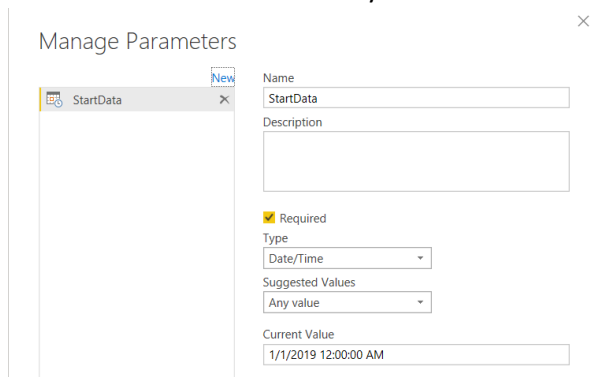 Manage Parameters
New
StartData
Name
StartData
Description
Required
Type
Date/Time
Suggested Values
Any value
Current Value
1/1/2019 12:00:00 AM